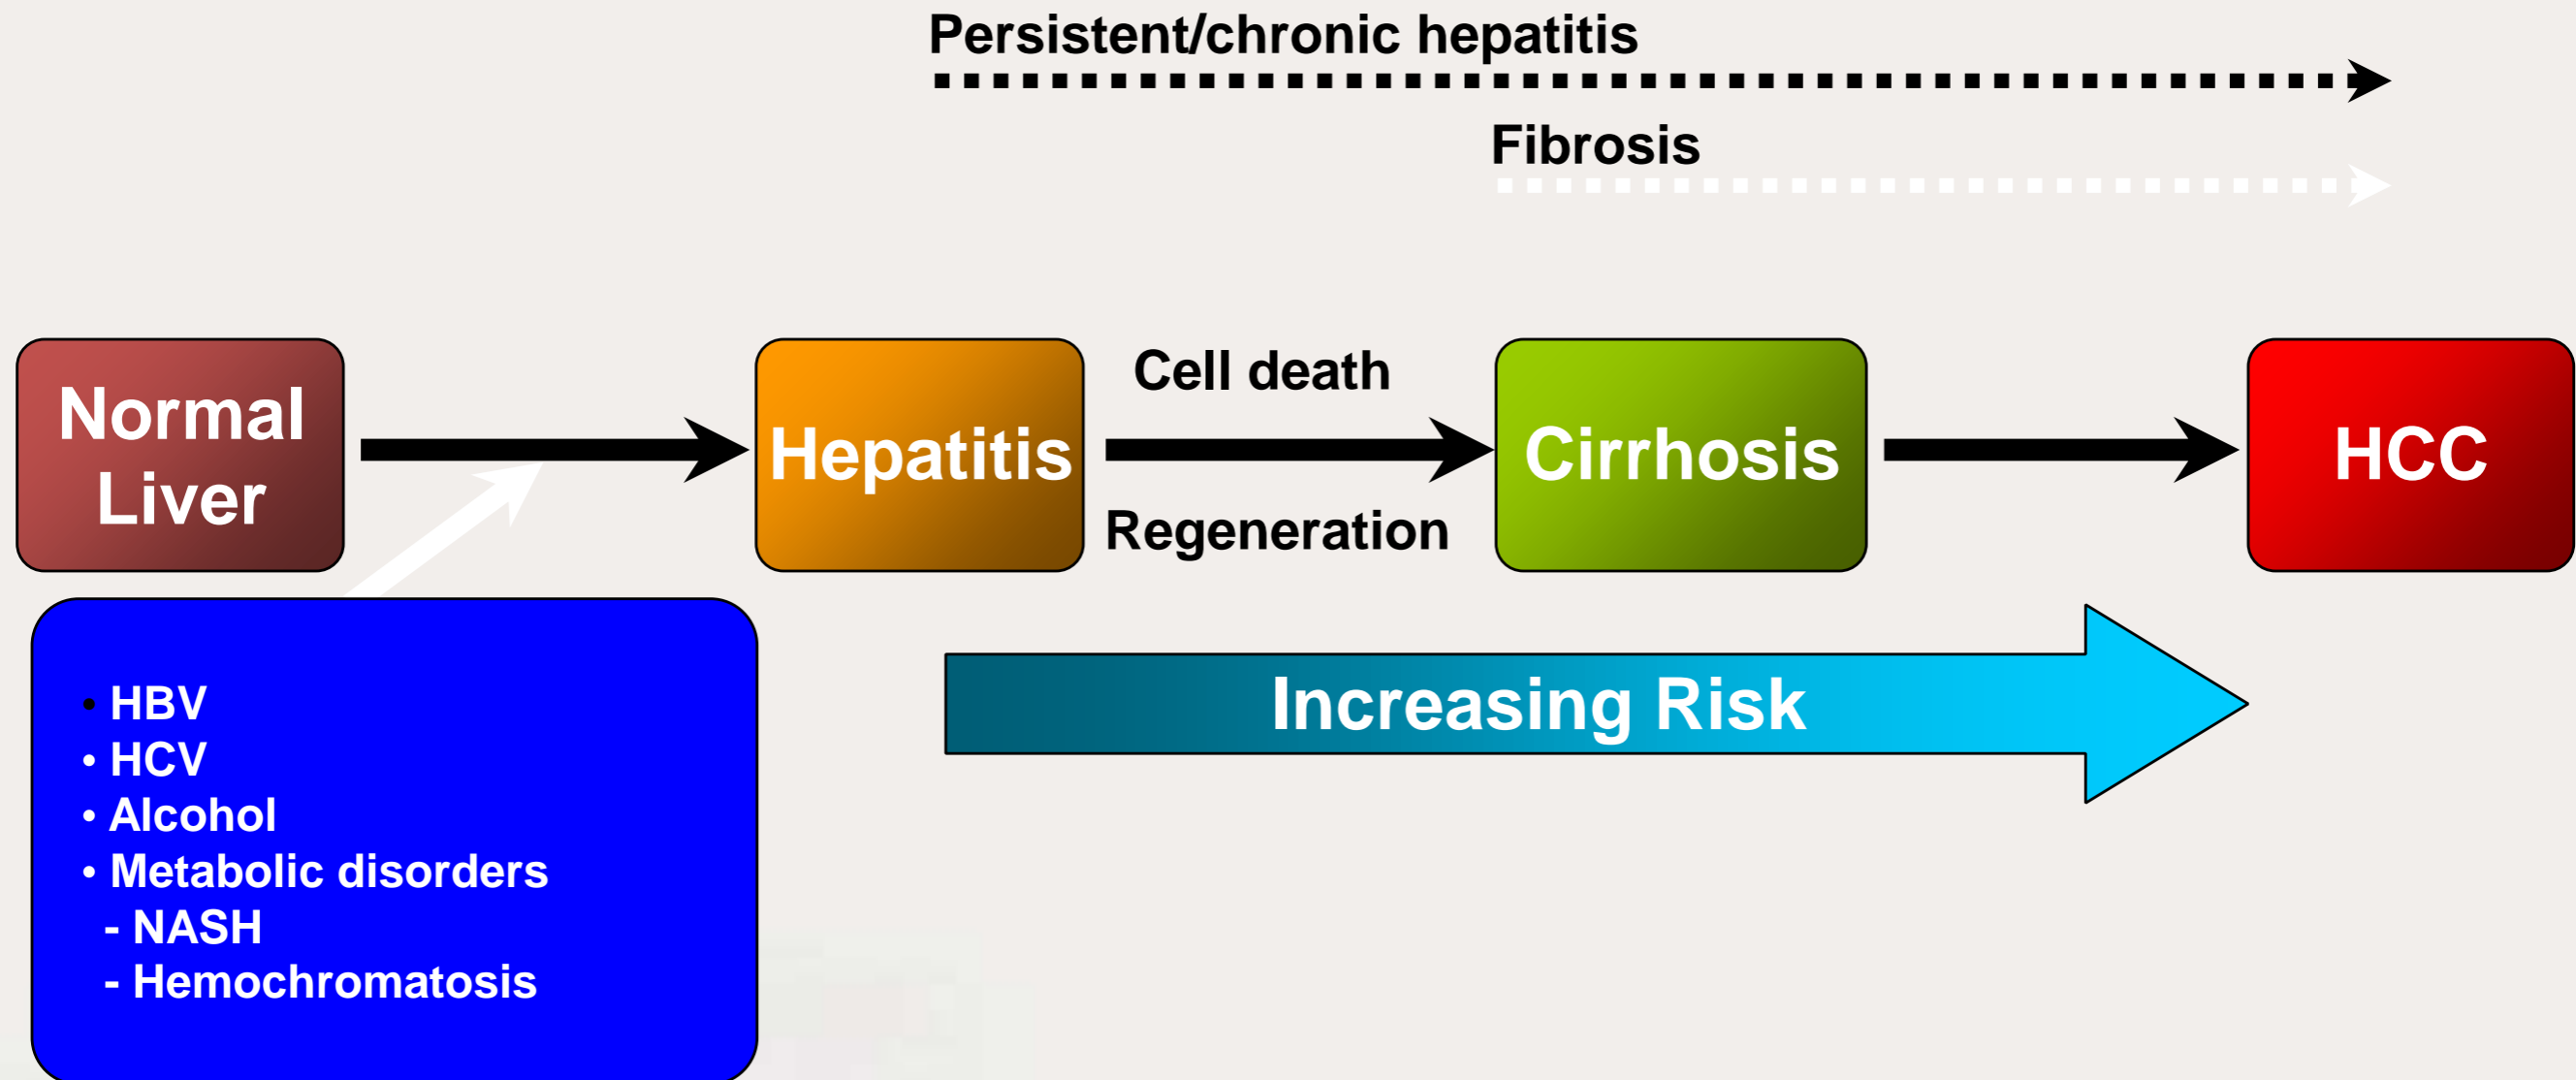 Persistent/chronic hepatitis
Fibrosis
Normal
Liver
Hepatitis
Cell death
Regeneration
Cirrhosis
HCC
• HBV
• HCV
• Alcohol
• Metabolic disorders
- NASH
- Hemochromatosis
Increasing Risk